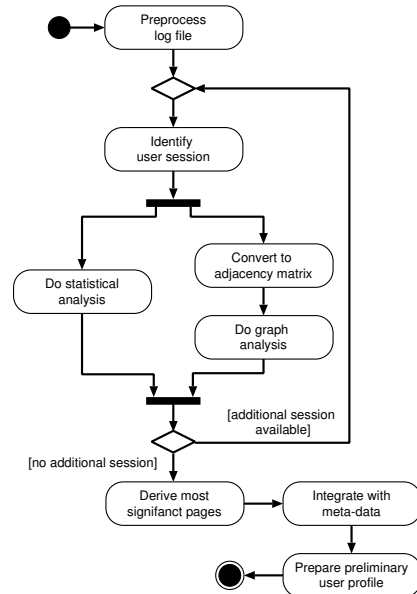 Preprocess
log file
Identify
user session
Convert to
adjacency matrix
Do statistical
analysis
Do graph
analysis
[additional session
available]
[no additional session]
Derive most
signifanct pages
Integrate with
meta-data
Prepare preliminary
user profile